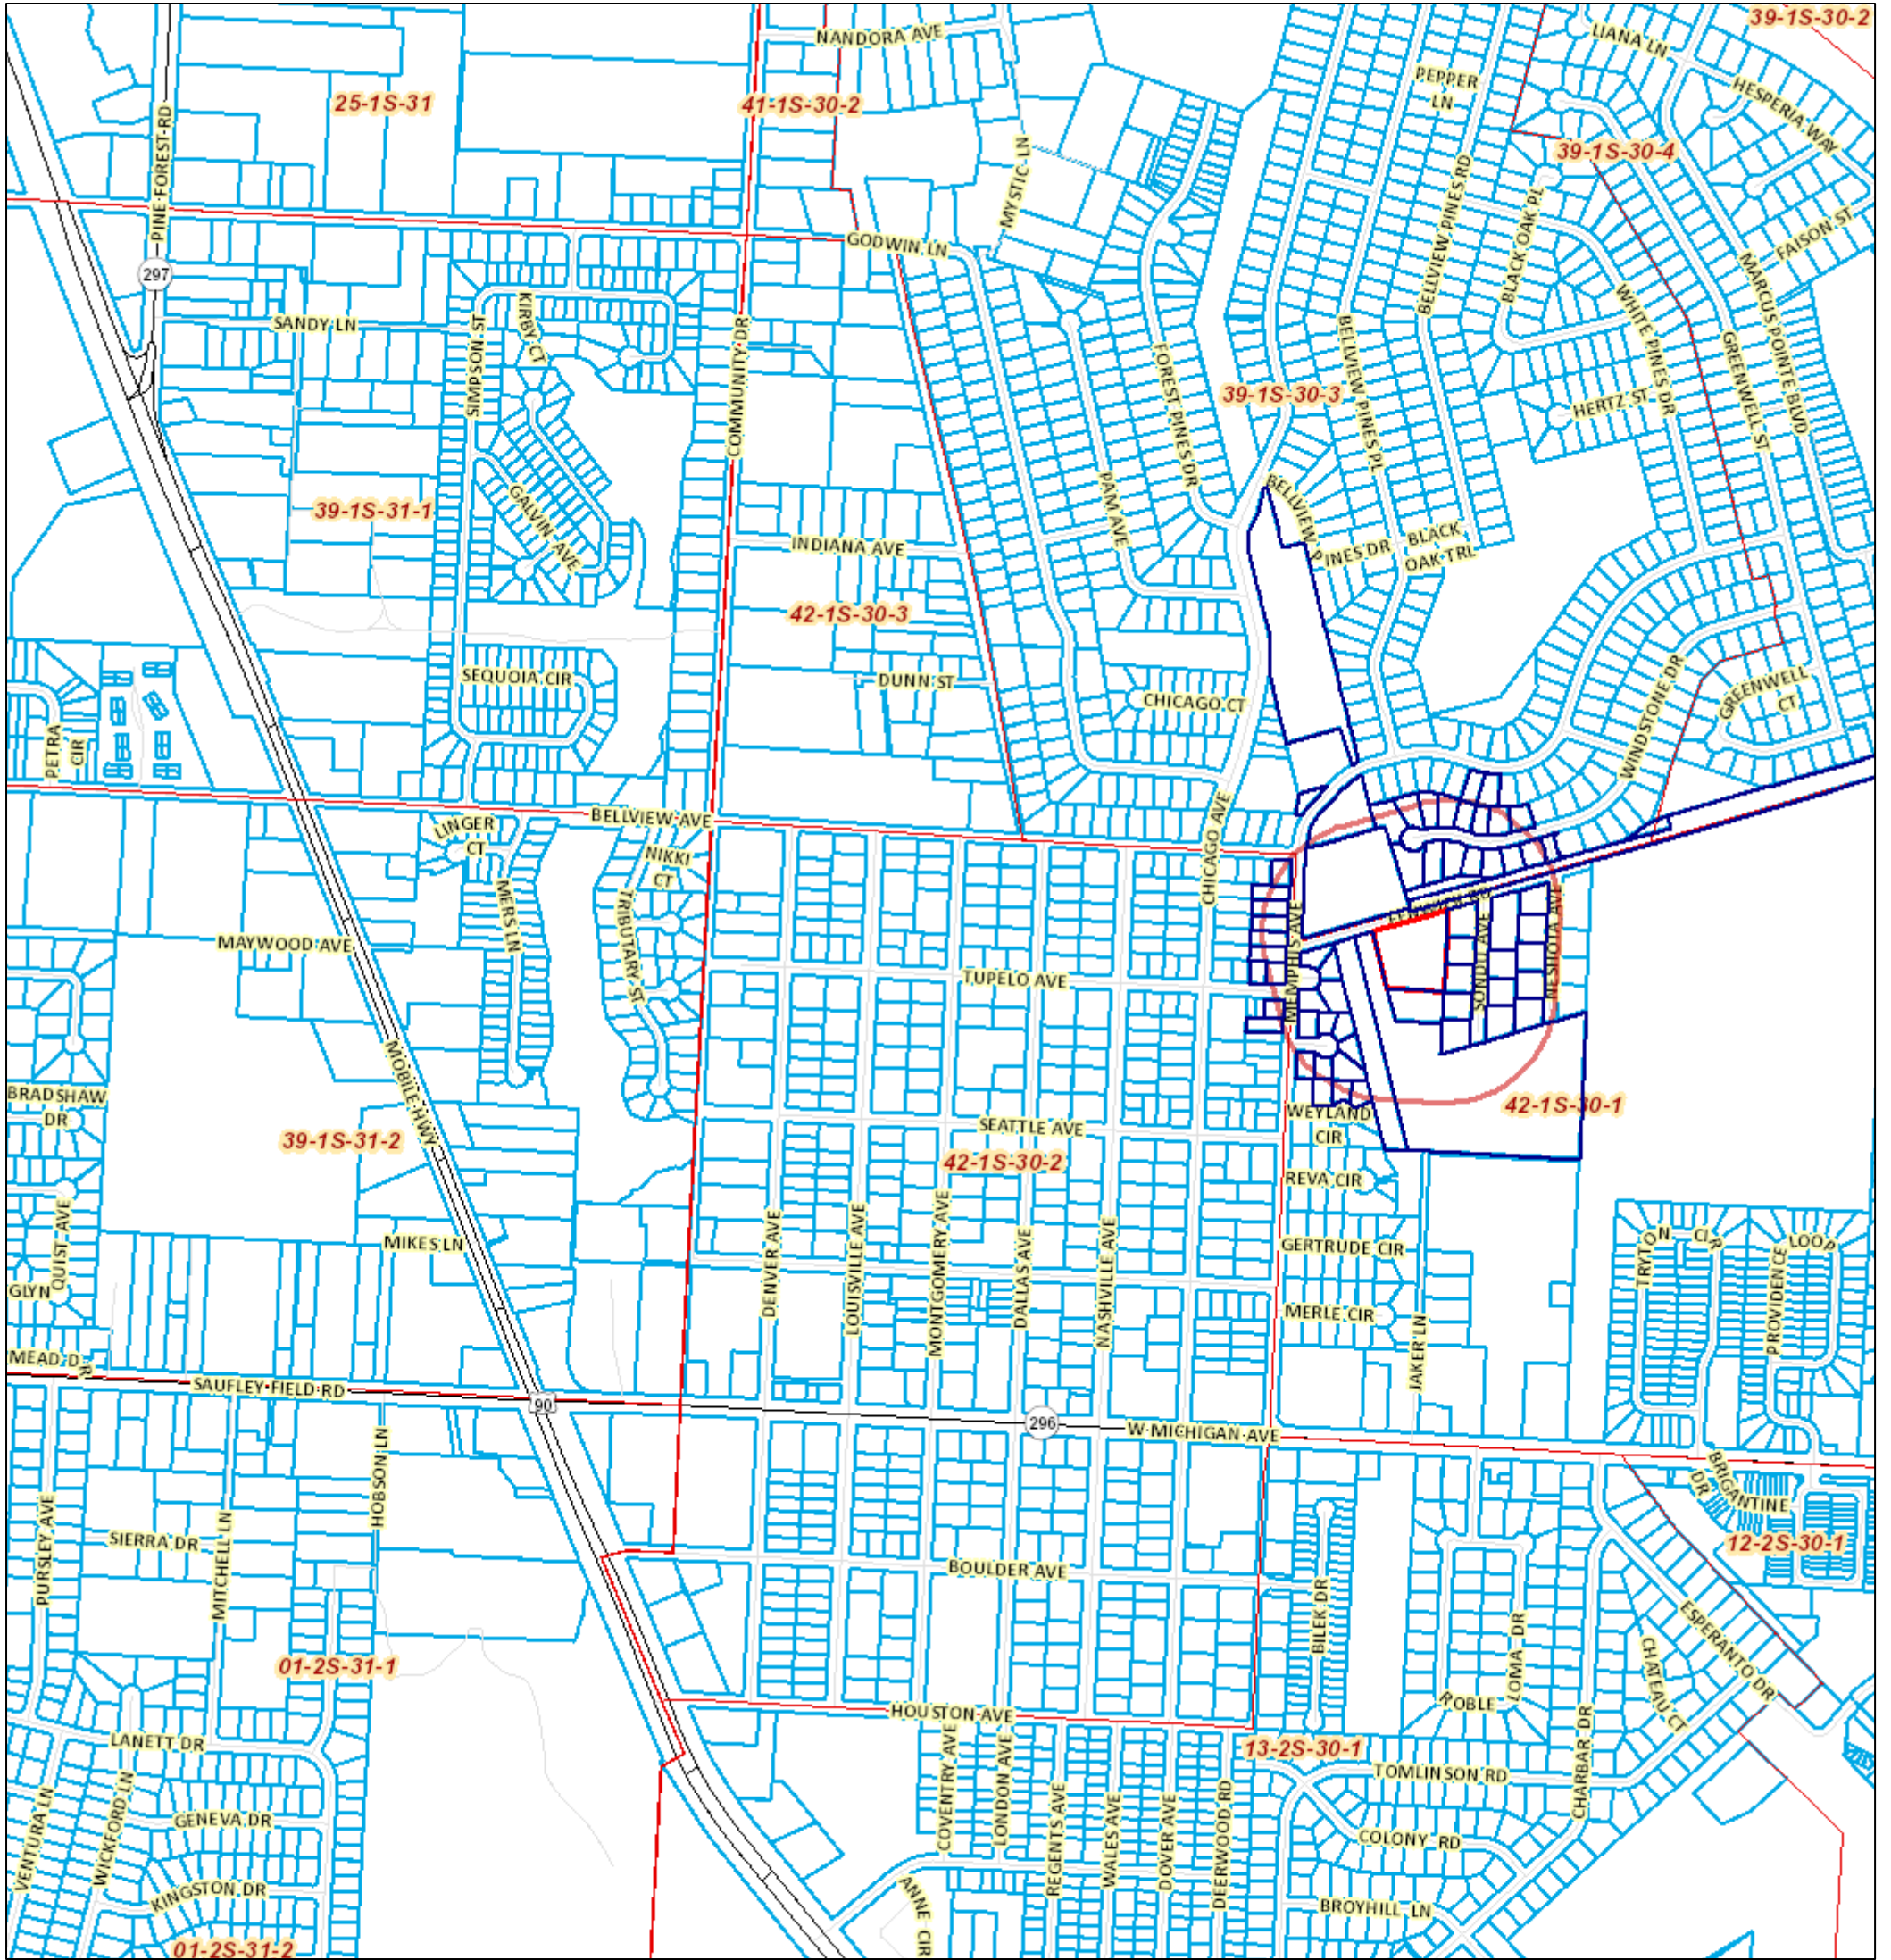 39-1S-30-2
NANDORA AVE
LIANA LN
PEPPER
LN
HESPERIA WAY
25-1S-31
41-1S-30-2
PINE FOREST RD
MYSTIC LN
39-1S-30-4
BELLVIEW PINES RD
BLACK OAK PL
FAISON ST
GODWIN LN
297
MARCUS POINTE BLVD
WHITE PINES DR
GREENWELL ST
SANDY LN
SIMPSON ST
KIRBY CT
COMMUNITY DR
FOREST PINES DR
BELLVIEW PINES PL
39-1S-30-3
HERTZ ST
39-1S-31-1
GALVIN AVE
PAM AVE
BELLVIEW PINES DR
BLACK
OAK TRL
INDIANA AVE
42-1S-30-3
SEQUOIA CIR
DUNN ST
CHICAGO CT
WINDSTONE DR
GREENWELL
CT
PETRA
CIR
BELLVIEW AVE
LINGER
CT
NIKKI
CT
CHICAGO AVE
MERS LN
TRIBUTARY ST
MAYWOOD AVE
TUPELO AVE
MEMPHIS AVE
SONDU AVE
NESHOTA AVE
MOBILE HWY
BRADSHAW
DR
39-1S-31-2
SEATTLE AVE
42-1S-30-2
WEYLAND
CIR
42-1S-30-1
REVA CIR
QUIST AVE
MIKES LN
DENVER AVE
LOUISVILLE AVE
MONTGOMERY AVE
DALLAS AVE
NASHVILLE AVE
GERTRUDE CIR
TRYTON CIR
PROVIDENCE LOOP
GLYN
MERLE CIR
JAKER LN
MEAD DR
SAUFLEY FIELD RD
90
296
W MICHIGAN AVE
HOBSON LN
BRIGANTINE
DR
PURSLEY AVE
SIERRA DR
MITCHELL LN
12-2S-30-1
BOULDER AVE
BILEK DR
LOMA DR
ESPERANTO DR
CHATEAU CT
01-2S-31-1
ROBLE
HOUSTON AVE
LANETT DR
13-2S-30-1
CHARBAR DR
TOMLINSON RD
VENTURA LN
WICKFORD LN
GENEVA DR
COVENTRY AVE
LONDON AVE
REGENTS AVE
WALES AVE
DOVER AVE
DEERWOOD RD
COLONY RD
KINGSTON DR
ANNE CIR
BROYHILL LN
01-2S-31-2